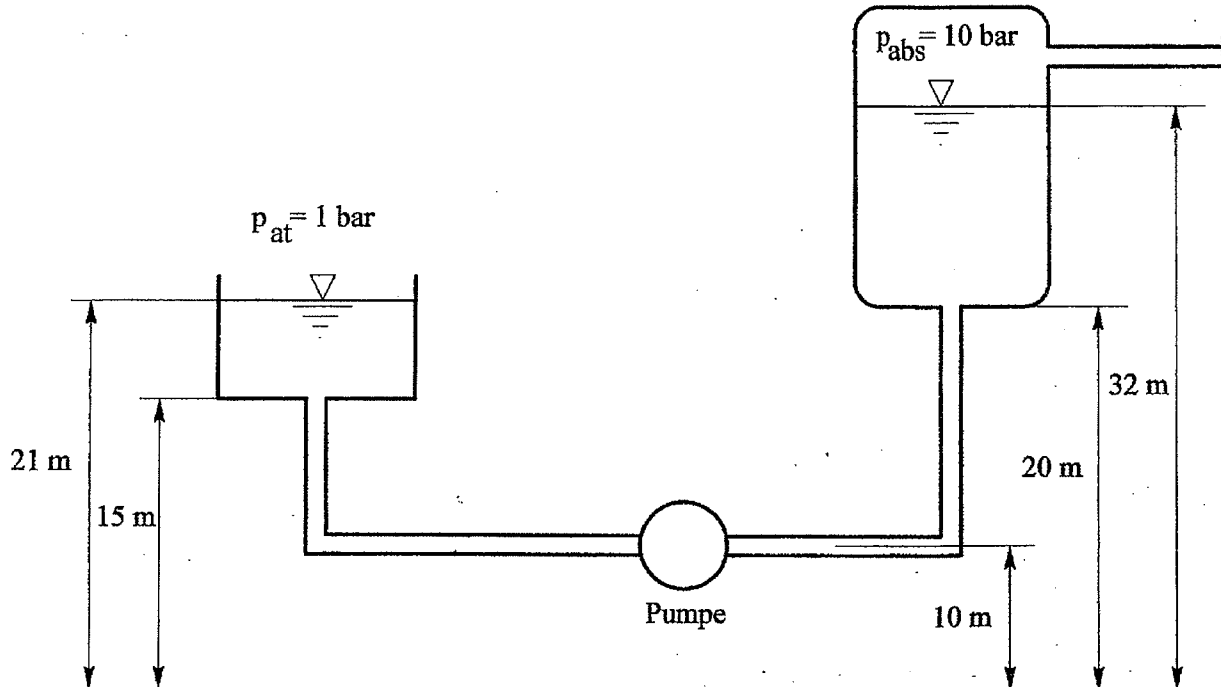 p_abs = 10 bar
p_at = 1 bar
32 m
21 m
20 m
15 m
Pumpe
10 m